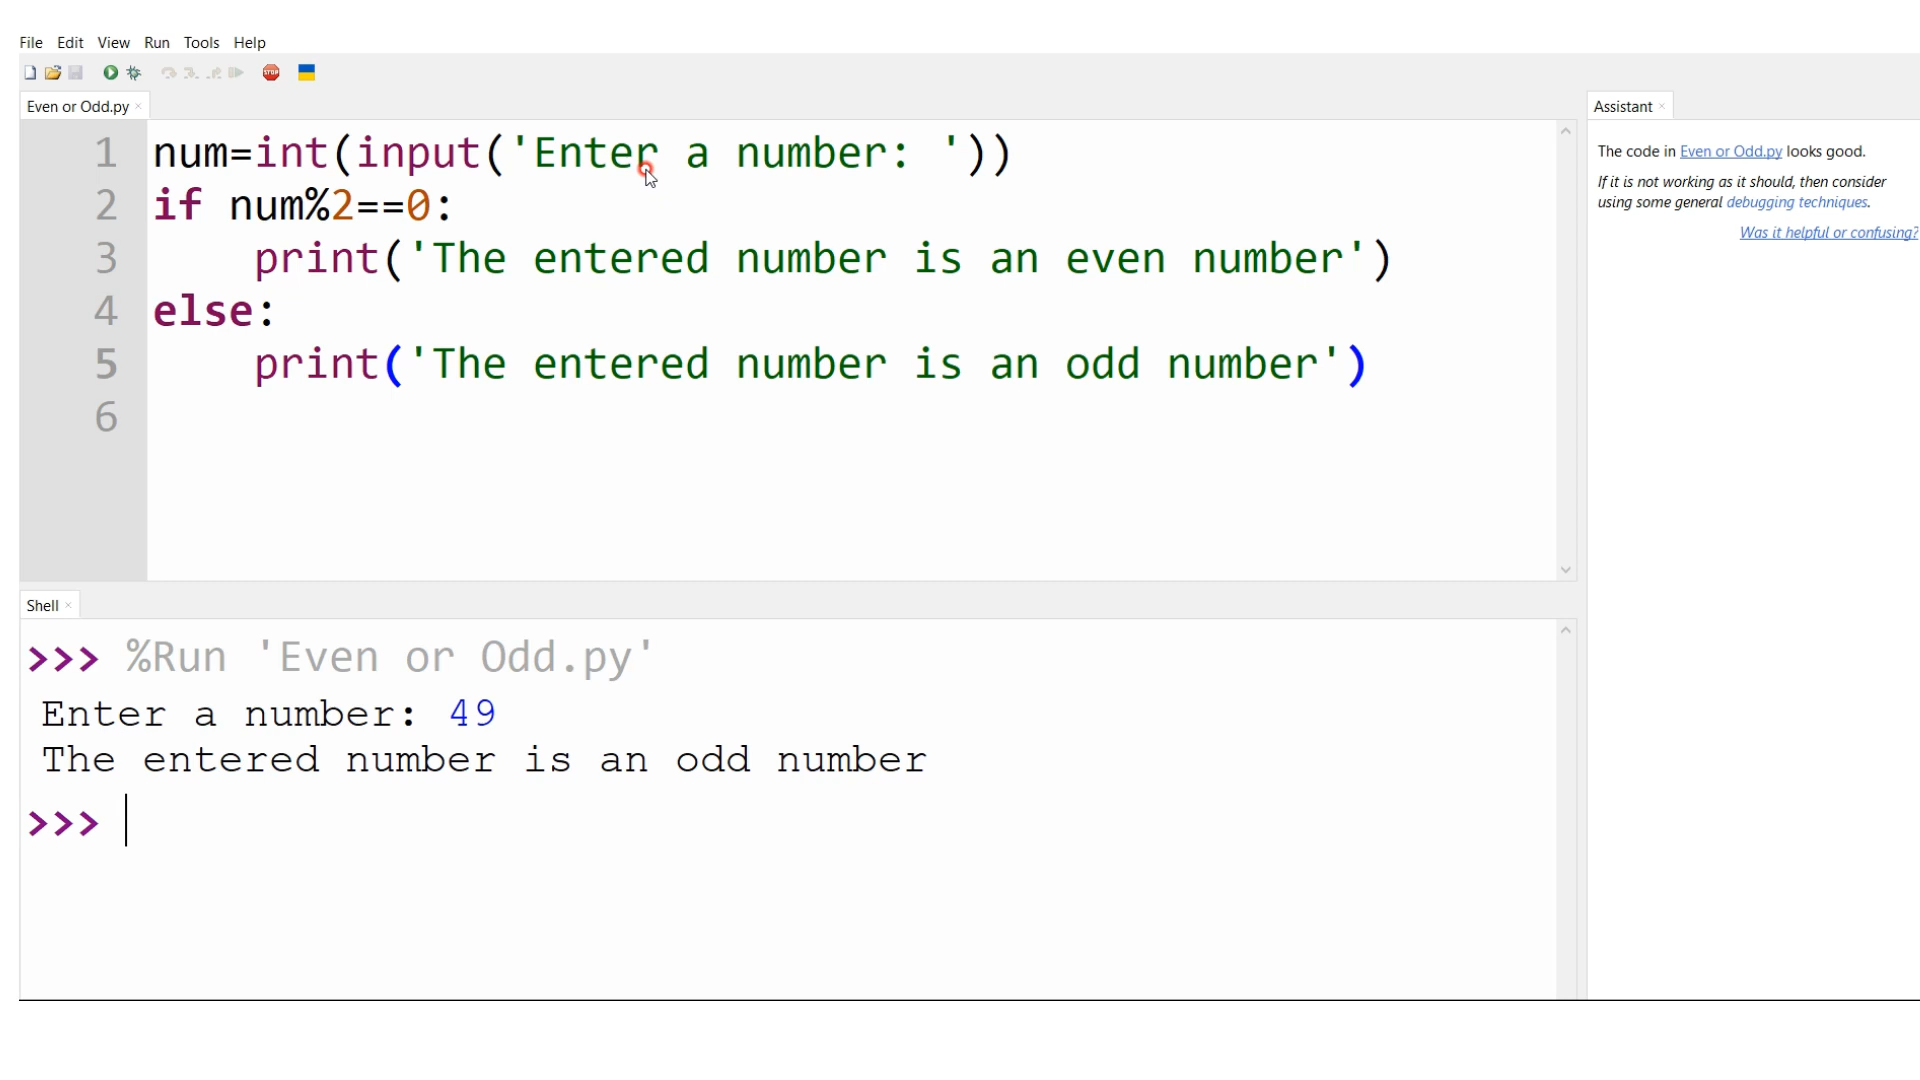 File Edit View Run Tools Help
STOP
Even or Odd.py ×
1 num=int(input('Enter a number: '))
2 if num%2==0:
3     print('The entered number is an even number')
4 else:
5     print('The entered number is an odd number')
6
Assistant ×
The code in Even or Odd.py looks good.
If it is not working as it should, then consider
using some general debugging techniques.
Was it helpful or confusing?
Shell ×
>>> %Run 'Even or Odd.py'
Enter a number: 49
The entered number is an odd number
>>>